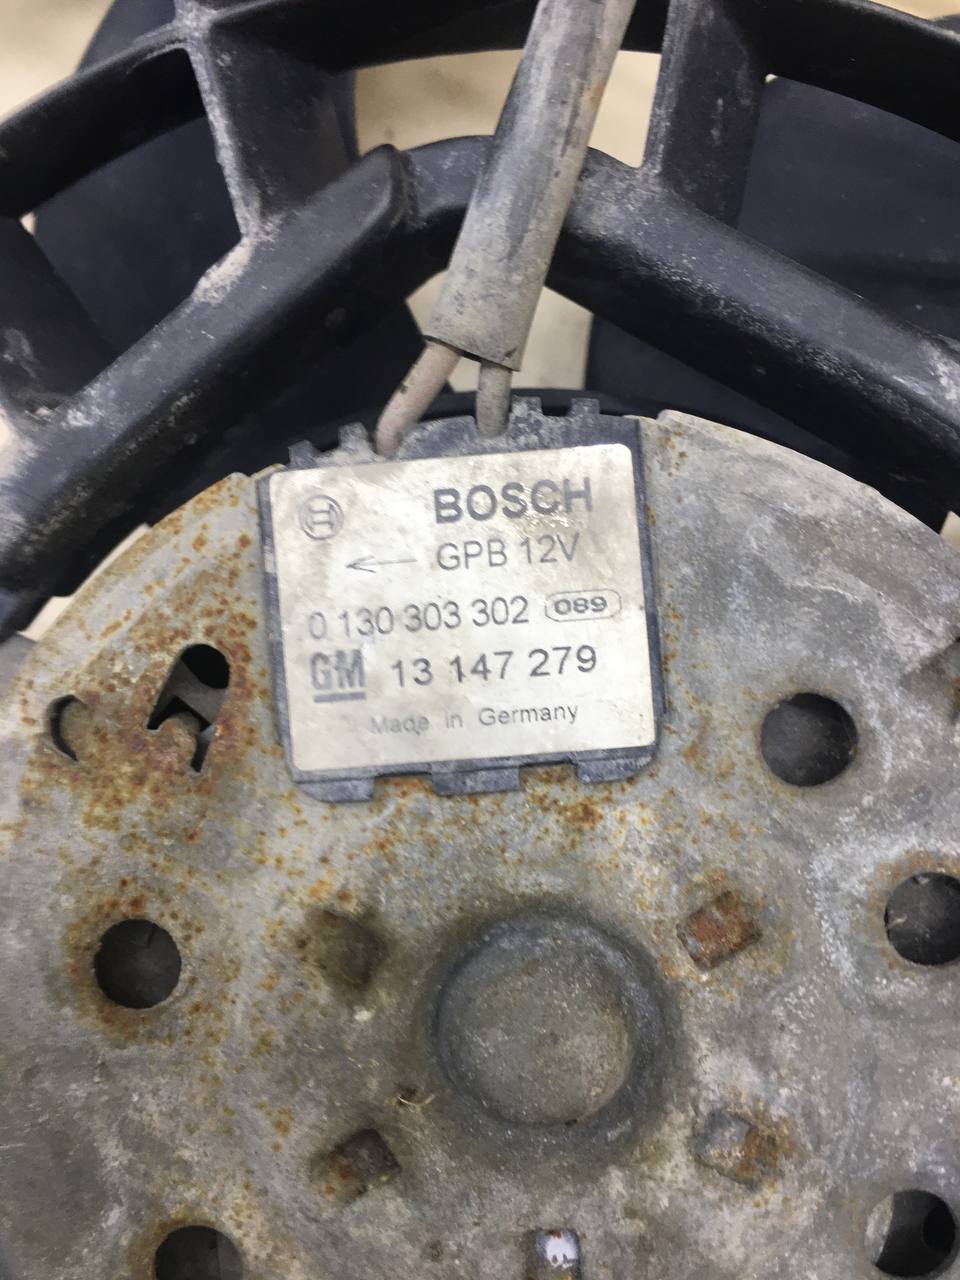 BOSCH
← GPB 12V
0 130 303 302 089
GM 13 147 279
Made in Germany